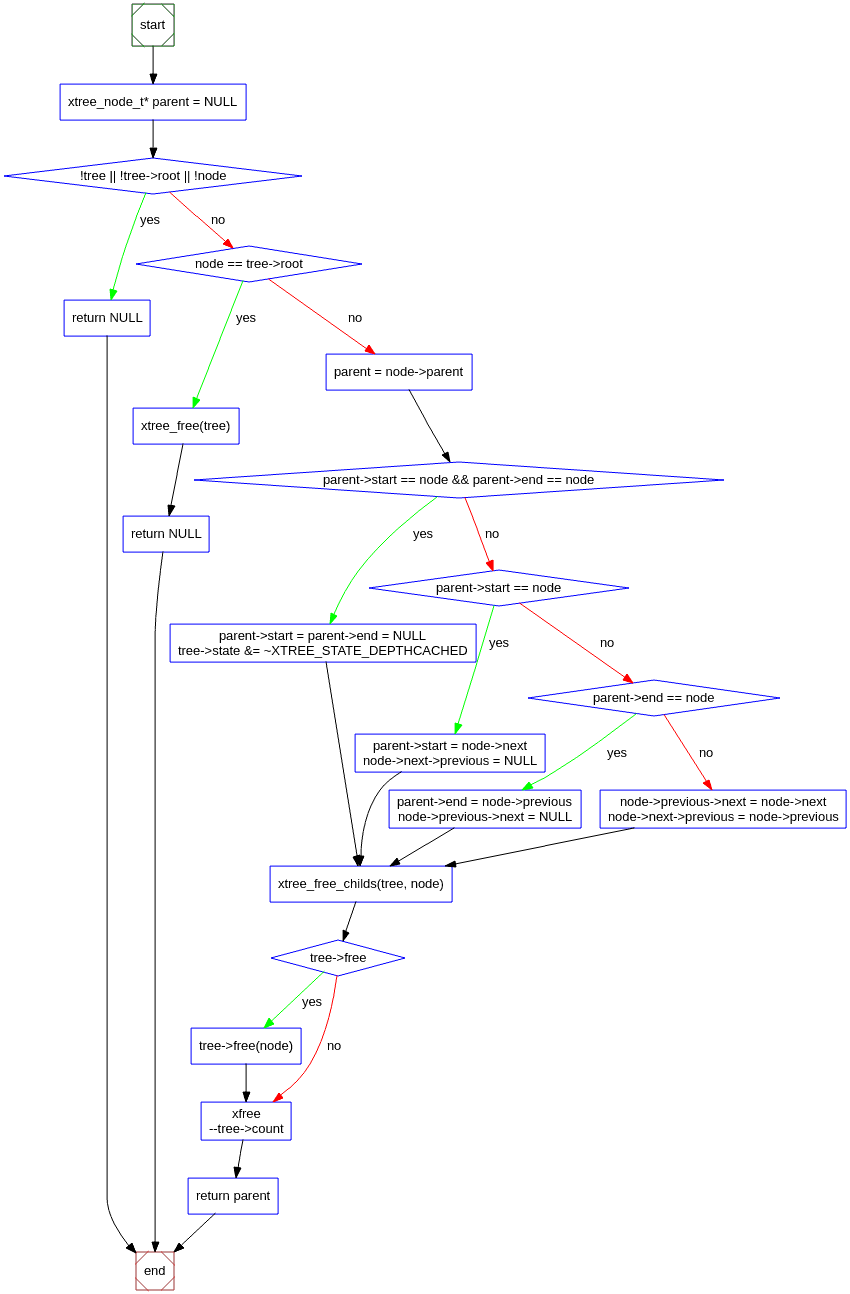 start
xtree_node_t* parent = NULL
!tree || !tree->root || !node
yes
no
node == tree->root
return NULL
yes
no
parent = node->parent
xtree_free(tree)
parent->start == node && parent->end == node
return NULL
yes
no
parent->start == node
parent->start = parent->end = NULL
tree->state &= ~XTREE_STATE_DEPTHCACHED
yes
no
parent->end == node
parent->start = node->next
node->next->previous = NULL
yes
no
parent->end = node->previous
node->previous->next = NULL
node->previous->next = node->next
node->next->previous = node->previous
xtree_free_childs(tree, node)
tree->free
yes
no
tree->free(node)
xfree
--tree->count
return parent
end